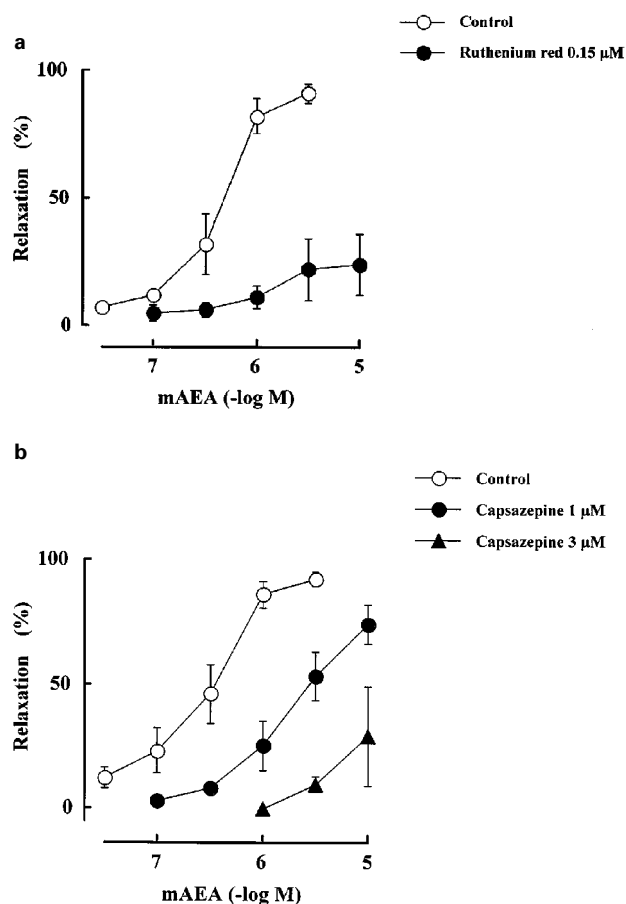 a
Control
Ruthenium red 0.15 µM
100
50
0
Relaxation (%)
7 6 5
mAEA (-log M)
b
Control
Capsazepine 1 µM
Capsazepine 3 µM
100
50
0
Relaxation (%)
7 6 5
mAEA (-log M)